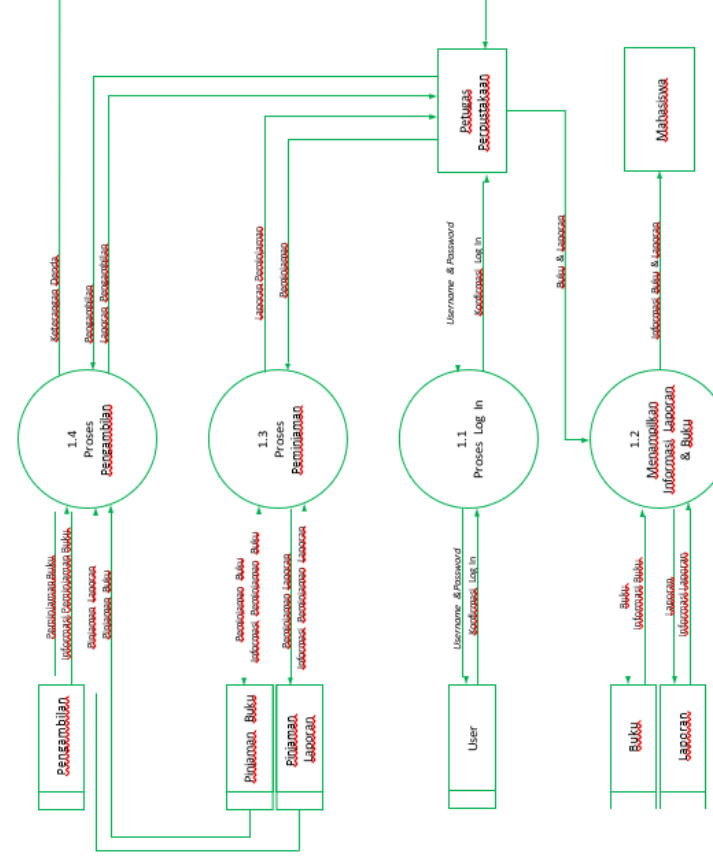 Petugas
Perpustakaan
Mahasiswa
Keterangan Denda
Pengambilan
Laporan Pengambilan
Laporan Peminjaman
Peminjaman
Username & Password
Konfirmasi Log In
Buku & Laporan
Informasi Buku & Laporan
1.4
Proses
Pengambilan
1.3
Proses
Peminjaman
1.1
Proses Log In
1.2
Menampilkan
Informasi Laporan
& Buku
Peminjaman Buku
Informasi Peminjaman Buku
Pinjaman Laporan
Pinjaman Buku
Peminjaman Buku
Informasi Peminjaman Buku
Peminjaman Laporan
Informasi Peminjaman Laporan
Username & Password
Konfirmasi Log In
Buku
Informasi Buku
Laporan
Informasi Laporan
Pengambilan
Pinjaman Buku
Pinjaman
Laporan
User
Buku
Laporan